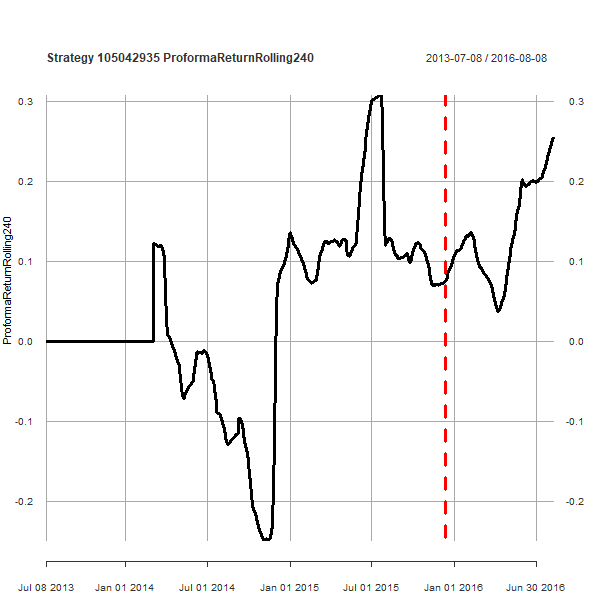 Strategy 105042935 ProformaReturnRolling240 2013-07-08 / 2016-08-08
0.3 0.3
0.2 0.2
0.1 0.1
0.0 0.0
-0.1 -0.1
-0.2 -0.2
ProformaReturnRolling240
Jul 08 2013 Jan 01 2014 Jul 01 2014 Jan 01 2015 Jul 01 2015 Jan 01 2016 Jun 30 2016